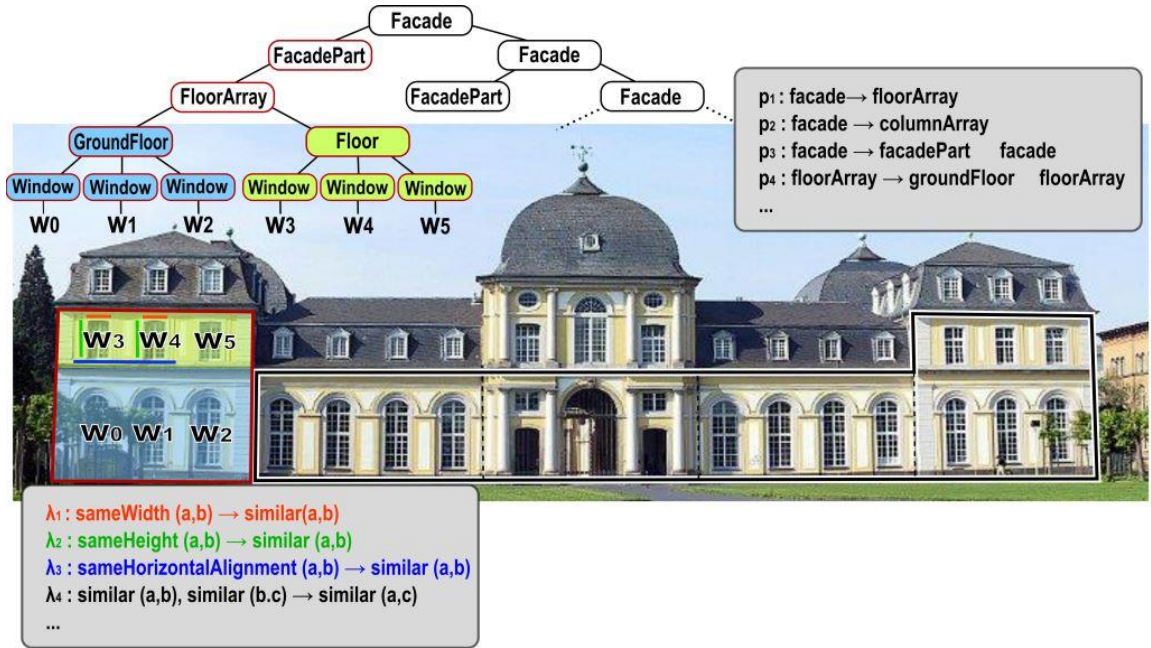 Facade
FacadePart Facade
FloorArray FacadePart Facade
GroundFloor Floor
Window Window Window Window Window Window
W0 W1 W2 W3 W4 W5
p1 : facade → floorArray
p2 : facade → columnArray
p3 : facade → facadePart facade
p4 : floorArray → groundFloor floorArray
...
W3 W4 W5
W0 W1 W2
λ1 : sameWidth (a,b) → similar(a,b)
λ2 : sameHeight (a,b) → similar (a,b)
λ3 : sameHorizontalAlignment (a,b) → similar (a,b)
λ4 : similar (a,b), similar (b.c) → similar (a,c)
...